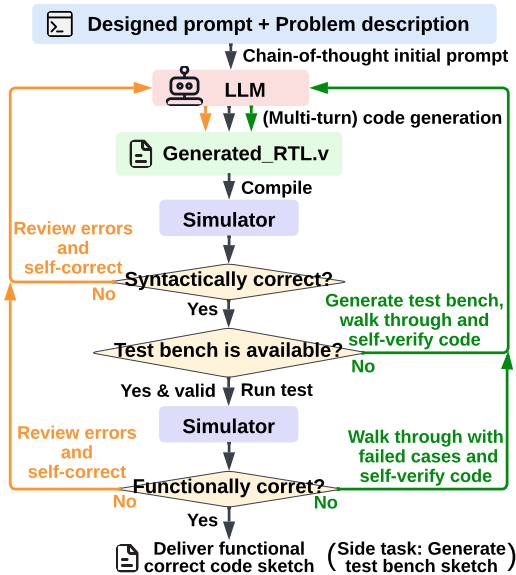 Designed prompt + Problem description
Chain-of-thought initial prompt
LLM
(Multi-turn) code generation
Generated_RTL.v
Compile
Simulator
Review errors
and
self-correct
Syntactically correct?
No
Yes
Generate test bench,
walk through and
self-verify code
Test bench is available?
No
Yes & valid
Run test
Simulator
Review errors
and
self-correct
Walk through with
failed cases and
self-verify code
Functionally corret?
No
No
Yes
Deliver functional
correct code sketch
(Side task: Generate
test bench sketch)